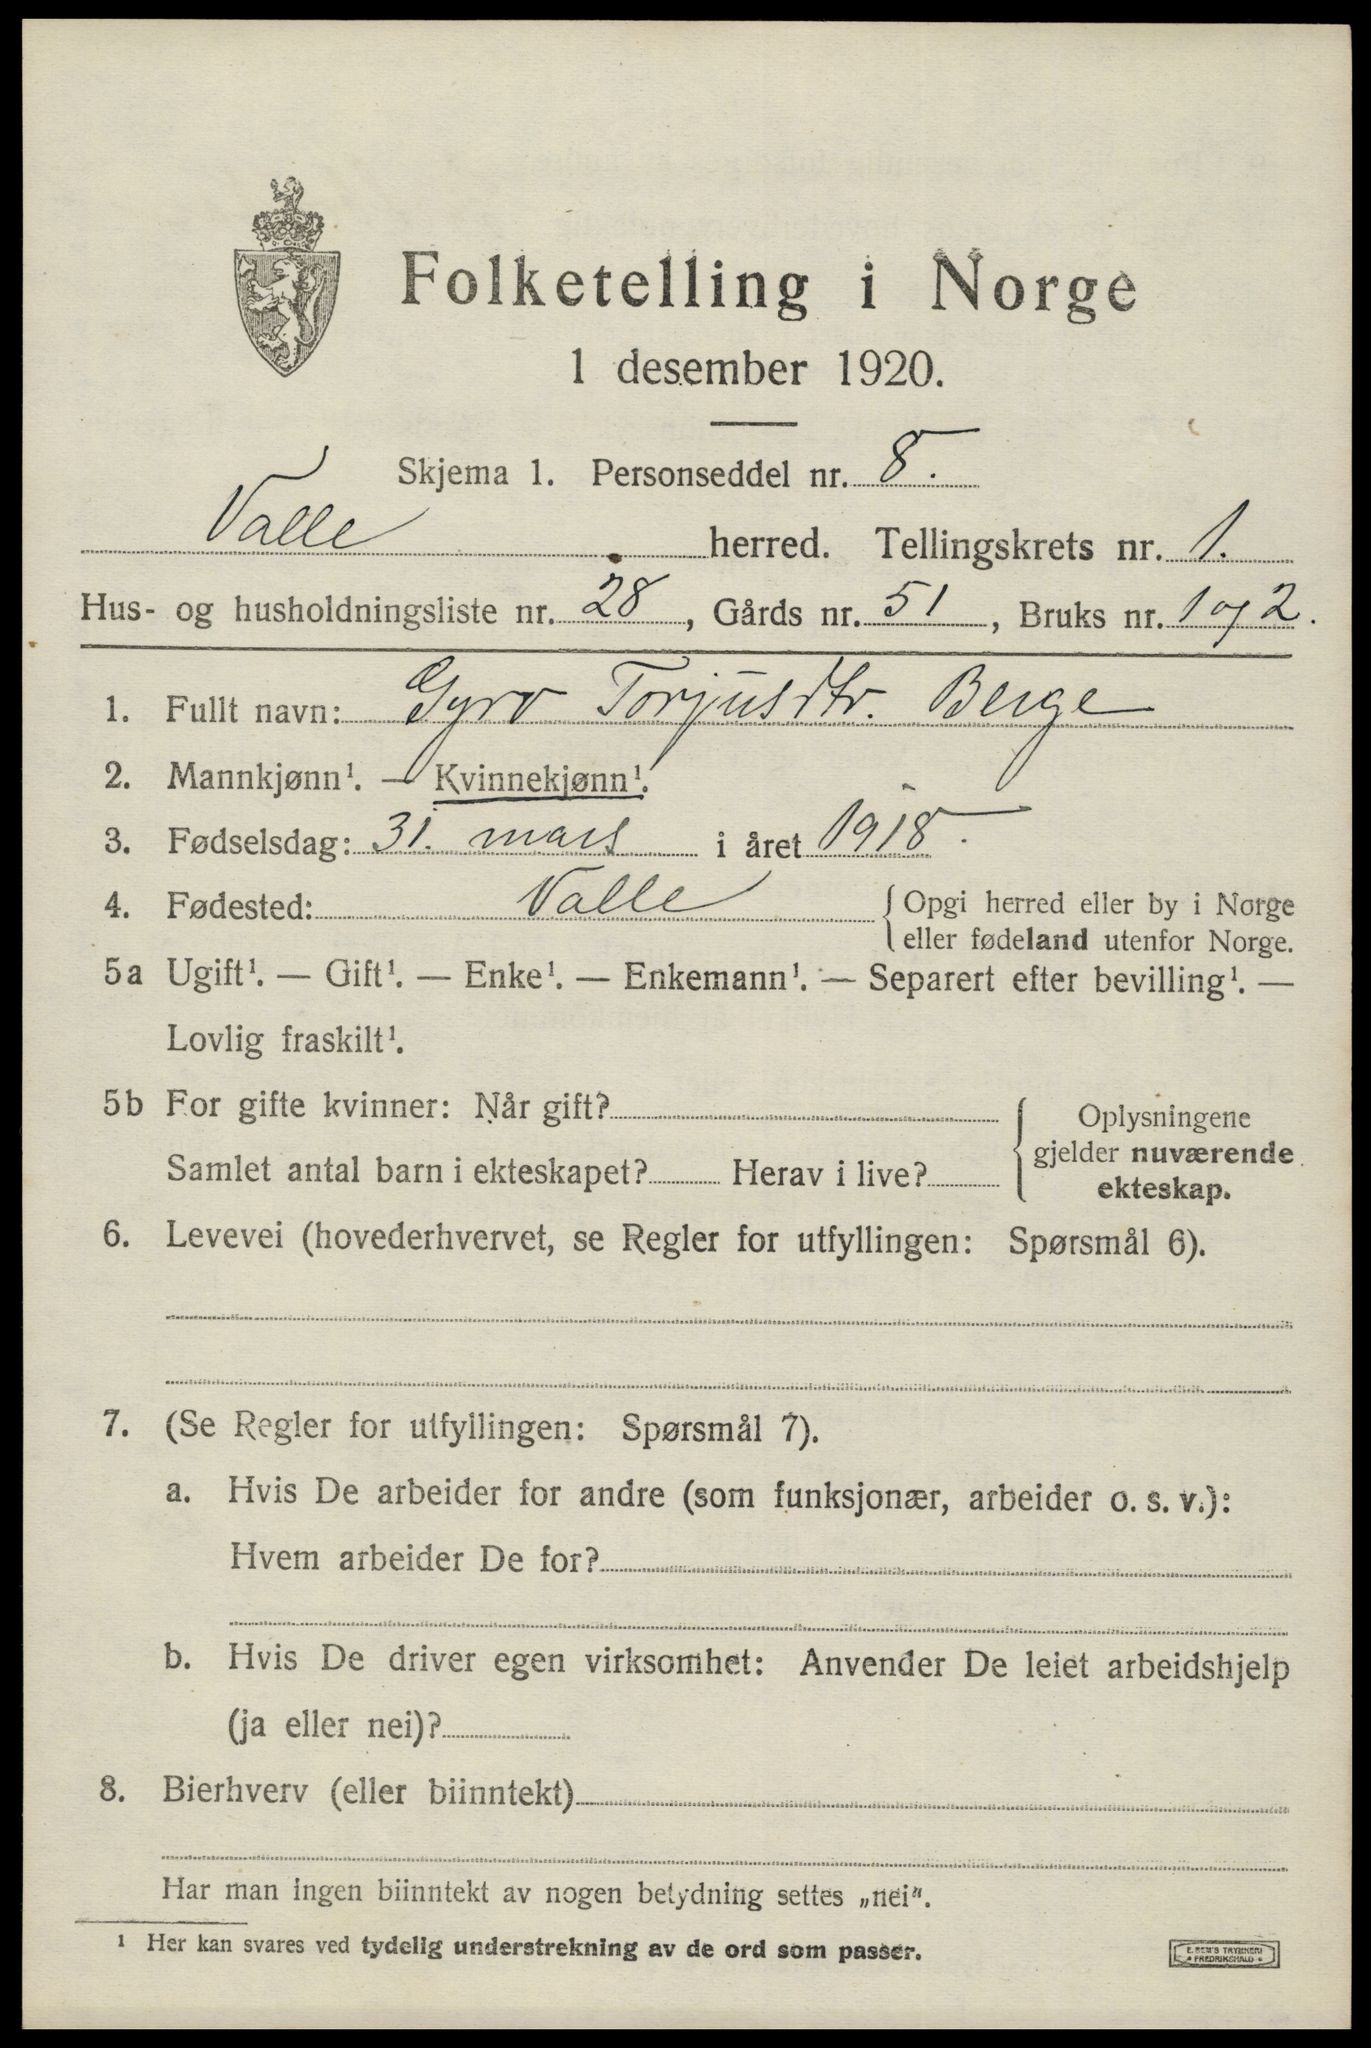 Folketelling i Norge
1 desember 1920.
Skjema 1. Personseddel nr. 8.
Valle herred. Tellingskrets nr. 1.
Hus- og husholdningsliste nr. 28, Gårds nr. 51, Bruks nr. 1 og 2.
1. Fullt navn: Gyro Torjusdtr. Berge
2. Mannkjønn¹. — Kvinnekjønn¹.
3. Fødselsdag: 31. mars i året 1918.
4. Fødested: Valle { Opgi herred eller by i Norge
eller fødeland utenfor Norge.
5a Ugift¹. — Gift¹. — Enke¹. — Enkemann¹. — Separert efter bevilling¹. —
Lovlig fraskilt¹.
5b For gifte kvinner: Når gift?
Samlet antal barn i ekteskapet? Herav i live?
Oplysningene
gjelder nuværende
ekteskap.
6. Levevei (hovederhvervet, se Regler for utfyllingen: Spørsmål 6).
7. (Se Regler for utfyllingen: Spørsmål 7).
a. Hvis De arbeider for andre (som funksjonær, arbeider o. s. v.):
Hvem arbeider De for?
b. Hvis De driver egen virksomhet: Anvender De leiet arbeidshjelp
(ja eller nei)?
8. Bierhverv (eller biinntekt)
Har man ingen biinntekt av nogen betydning settes „nei".
¹ Her kan svares ved tydelig understrekning av de ord som passer.
E. SEM'S TRYKKERI
FREDRIKSHALD